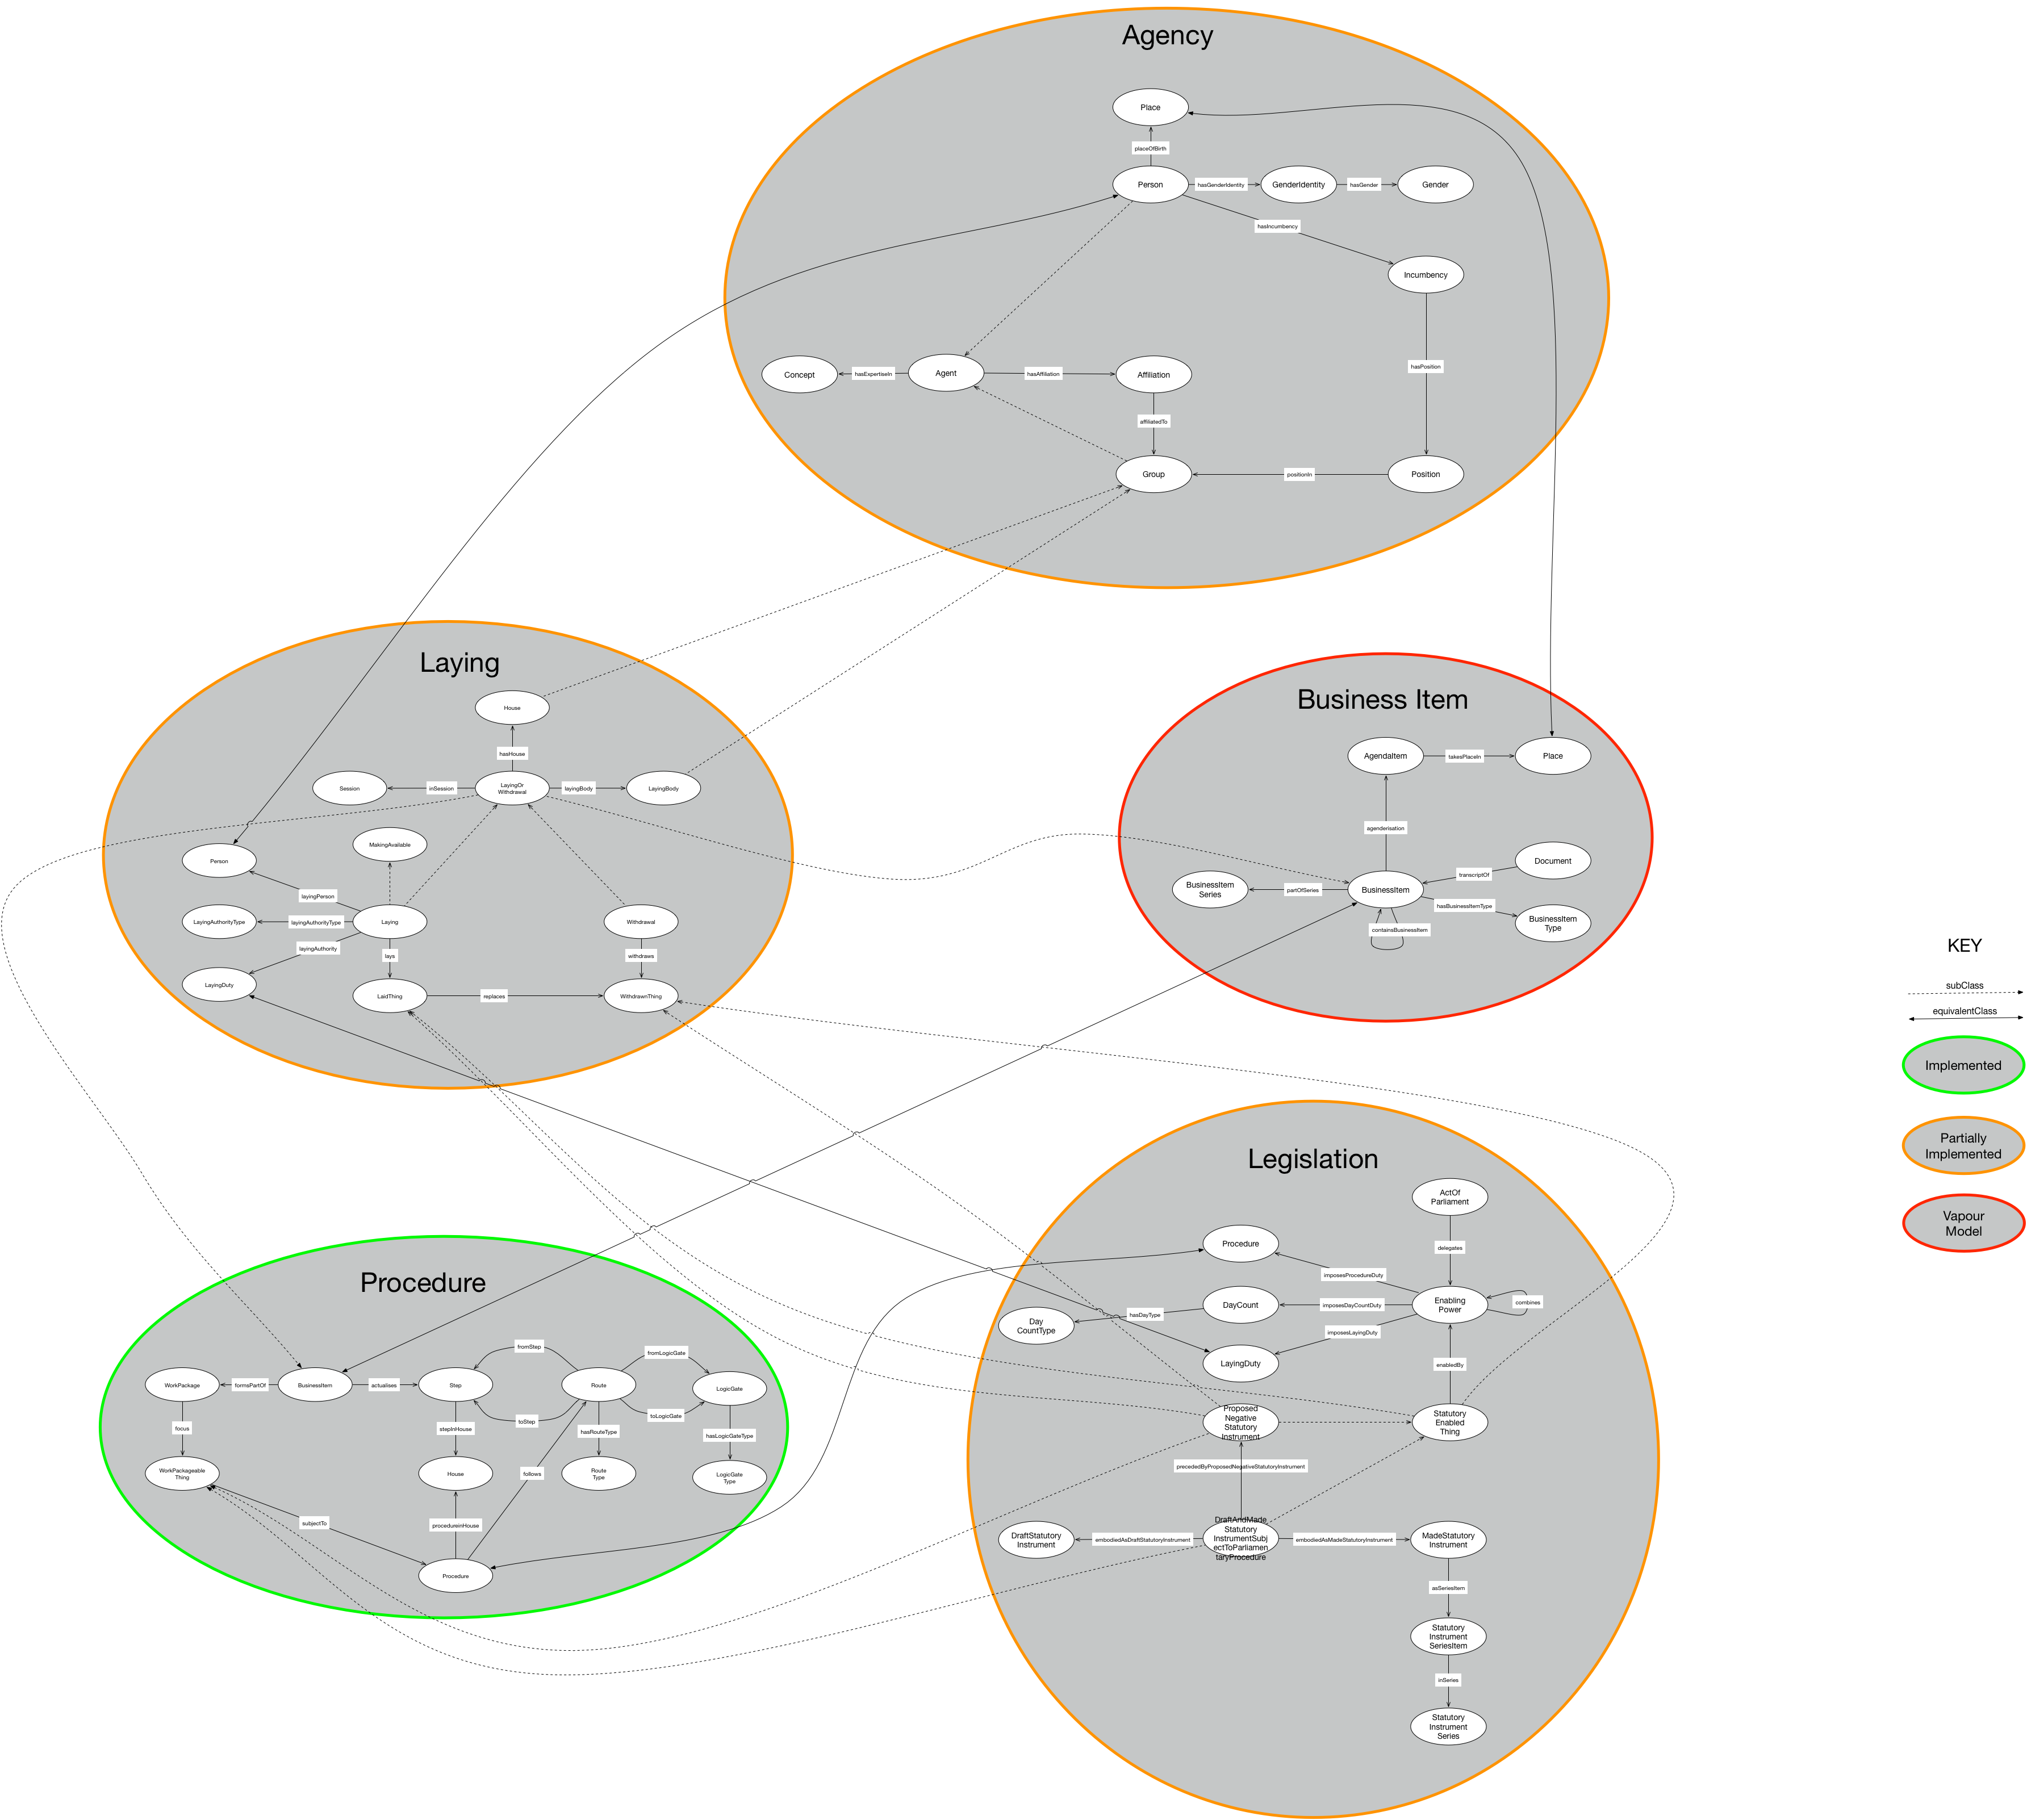 Agency
Place
placeOfBirth
Person
hasGenderIdentity
GenderIdentity
hasGender
Gender
hasIncumbency
Incumbency
hasPosition
Concept
hasExpertiseIn
Agent
hasAffiliation
Affiliation
affiliatedTo
Group
positionIn
Position
Laying
House
hasHouse
Session
inSession
LayingOr
Withdrawal
layingBody
LayingBody
MakingAvailable
Person
layingPerson
LayingAuthorityType
layingAuthorityType
Laying
Withdrawal
layingAuthority
lays
withdraws
LayingDuty
LaidThing
replaces
WithdrawnThing
Business Item
AgendaItem
takesPlaceIn
Place
agenderisation
Document
transcriptOf
BusinessItem
Series
partOfSeries
BusinessItem
hasBusinessItemType
BusinessItem
Type
containsBusinessItem
KEY
subClass
equivalentClass
Implemented
Partially
Implemented
Vapour
Model
Legislation
ActOf
Parliament
Procedure
delegates
imposesProcedureDuty
DayCount
imposesDayCountDuty
Enabling
Power
combines
hasDayType
Day
CountType
imposesLayingDuty
LayingDuty
enabledBy
Proposed
Negative
Statutory
Instrument
Statutory
Enabled
Thing
precededByProposedNegativeStatutoryInstrument
DraftStatutory
Instrument
embodiedAsDraftStatutoryInstrument
DraftAndMade
Statutory
InstrumentSubj
ectToParliamen
taryProcedure
embodiedAsMadeStatutoryInstrument
MadeStatutory
Instrument
asSeriesItem
Statutory
Instrument
SeriesItem
inSeries
Statutory
Instrument
Series
Procedure
fromStep
fromLogicGate
WorkPackage
formsPartOf
BusinessItem
actualises
Step
Route
LogicGate
toStep
toLogicGate
focus
stepInHouse
hasRouteType
hasLogicGateType
WorkPackageable
Thing
House
follows
Route
Type
LogicGate
Type
subjectTo
procedureinHouse
Procedure